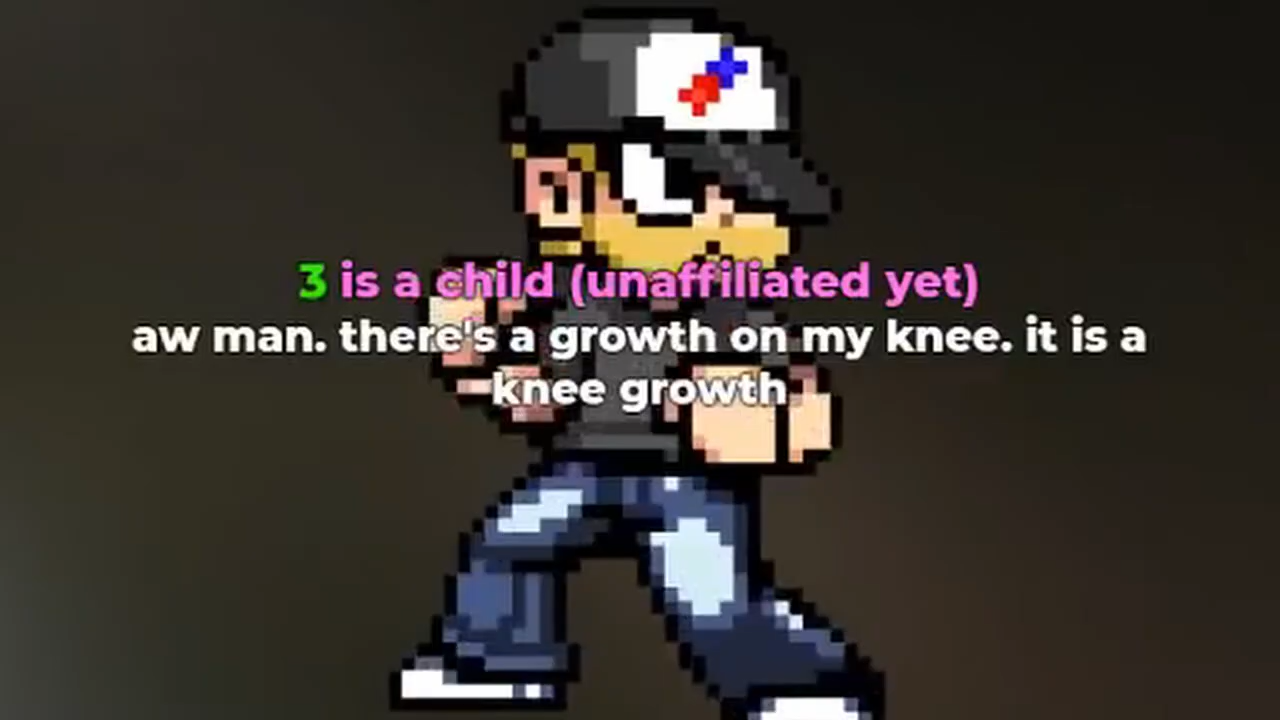 3 is a child (unaffiliated yet)
aw man. there's a growth on my knee. it is a
knee growth